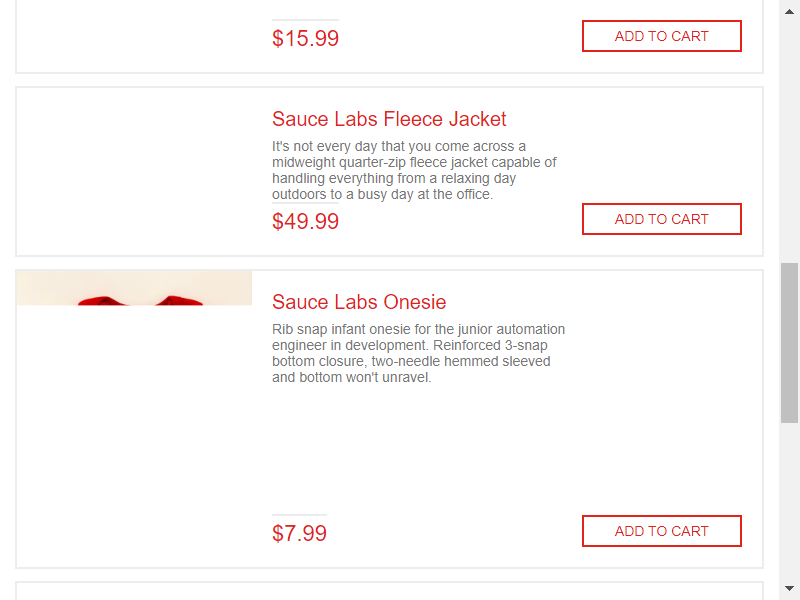 $15.99
ADD TO CART
Sauce Labs Fleece Jacket
It's not every day that you come across a
midweight quarter-zip fleece jacket capable of
handling everything from a relaxing day
outdoors to a busy day at the office.
$49.99
ADD TO CART
Sauce Labs Onesie
Rib snap infant onesie for the junior automation
engineer in development. Reinforced 3-snap
bottom closure, two-needle hemmed sleeved
and bottom won't unravel.
$7.99
ADD TO CART